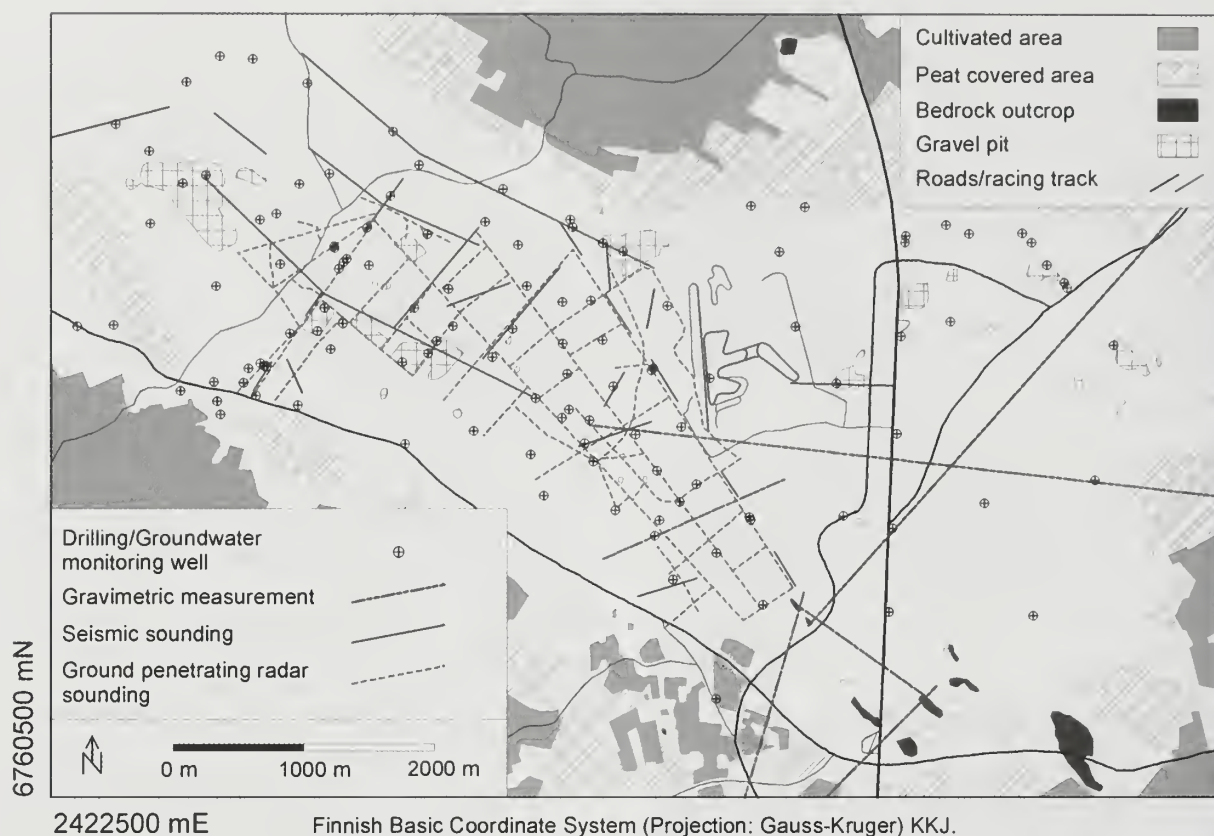 Cultivated area
Peat covered area
Bedrock outcrop
Gravel pit
Roads/racing track
Drilling/Groundwater
monitoring well
Gravimetric measurement
Seismic sounding
Ground penetrating radar
sounding
N
0 m 1000 m 2000 m
6760500 mN
2422500 mE Finnish Basic Coordinate System (Projection: Gauss-Kruger) KKJ.